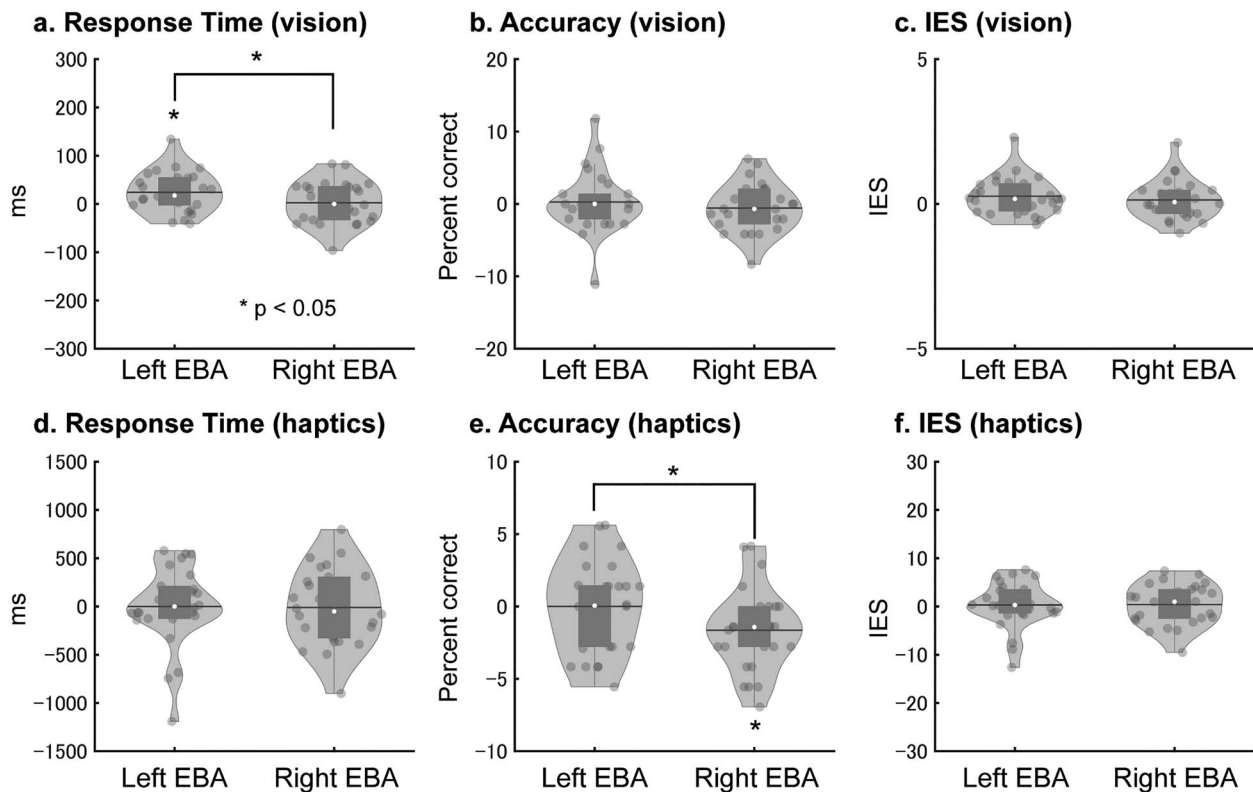 a. Response Time (vision)
300
200
100
0
−100
−200
−300
ms
*
*
* p < 0.05
Left EBA
Right EBA
b. Accuracy (vision)
20
10
0
−10
−20
Percent correct
Left EBA
Right EBA
c. IES (vision)
5
0
−5
IES
Left EBA
Right EBA
d. Response Time (haptics)
1500
1000
500
0
−500
−1000
−1500
ms
Left EBA
Right EBA
e. Accuracy (haptics)
10
5
0
−5
−10
Percent correct
*
*
Left EBA
Right EBA
f. IES (haptics)
30
20
10
0
−10
−20
−30
IES
Left EBA
Right EBA